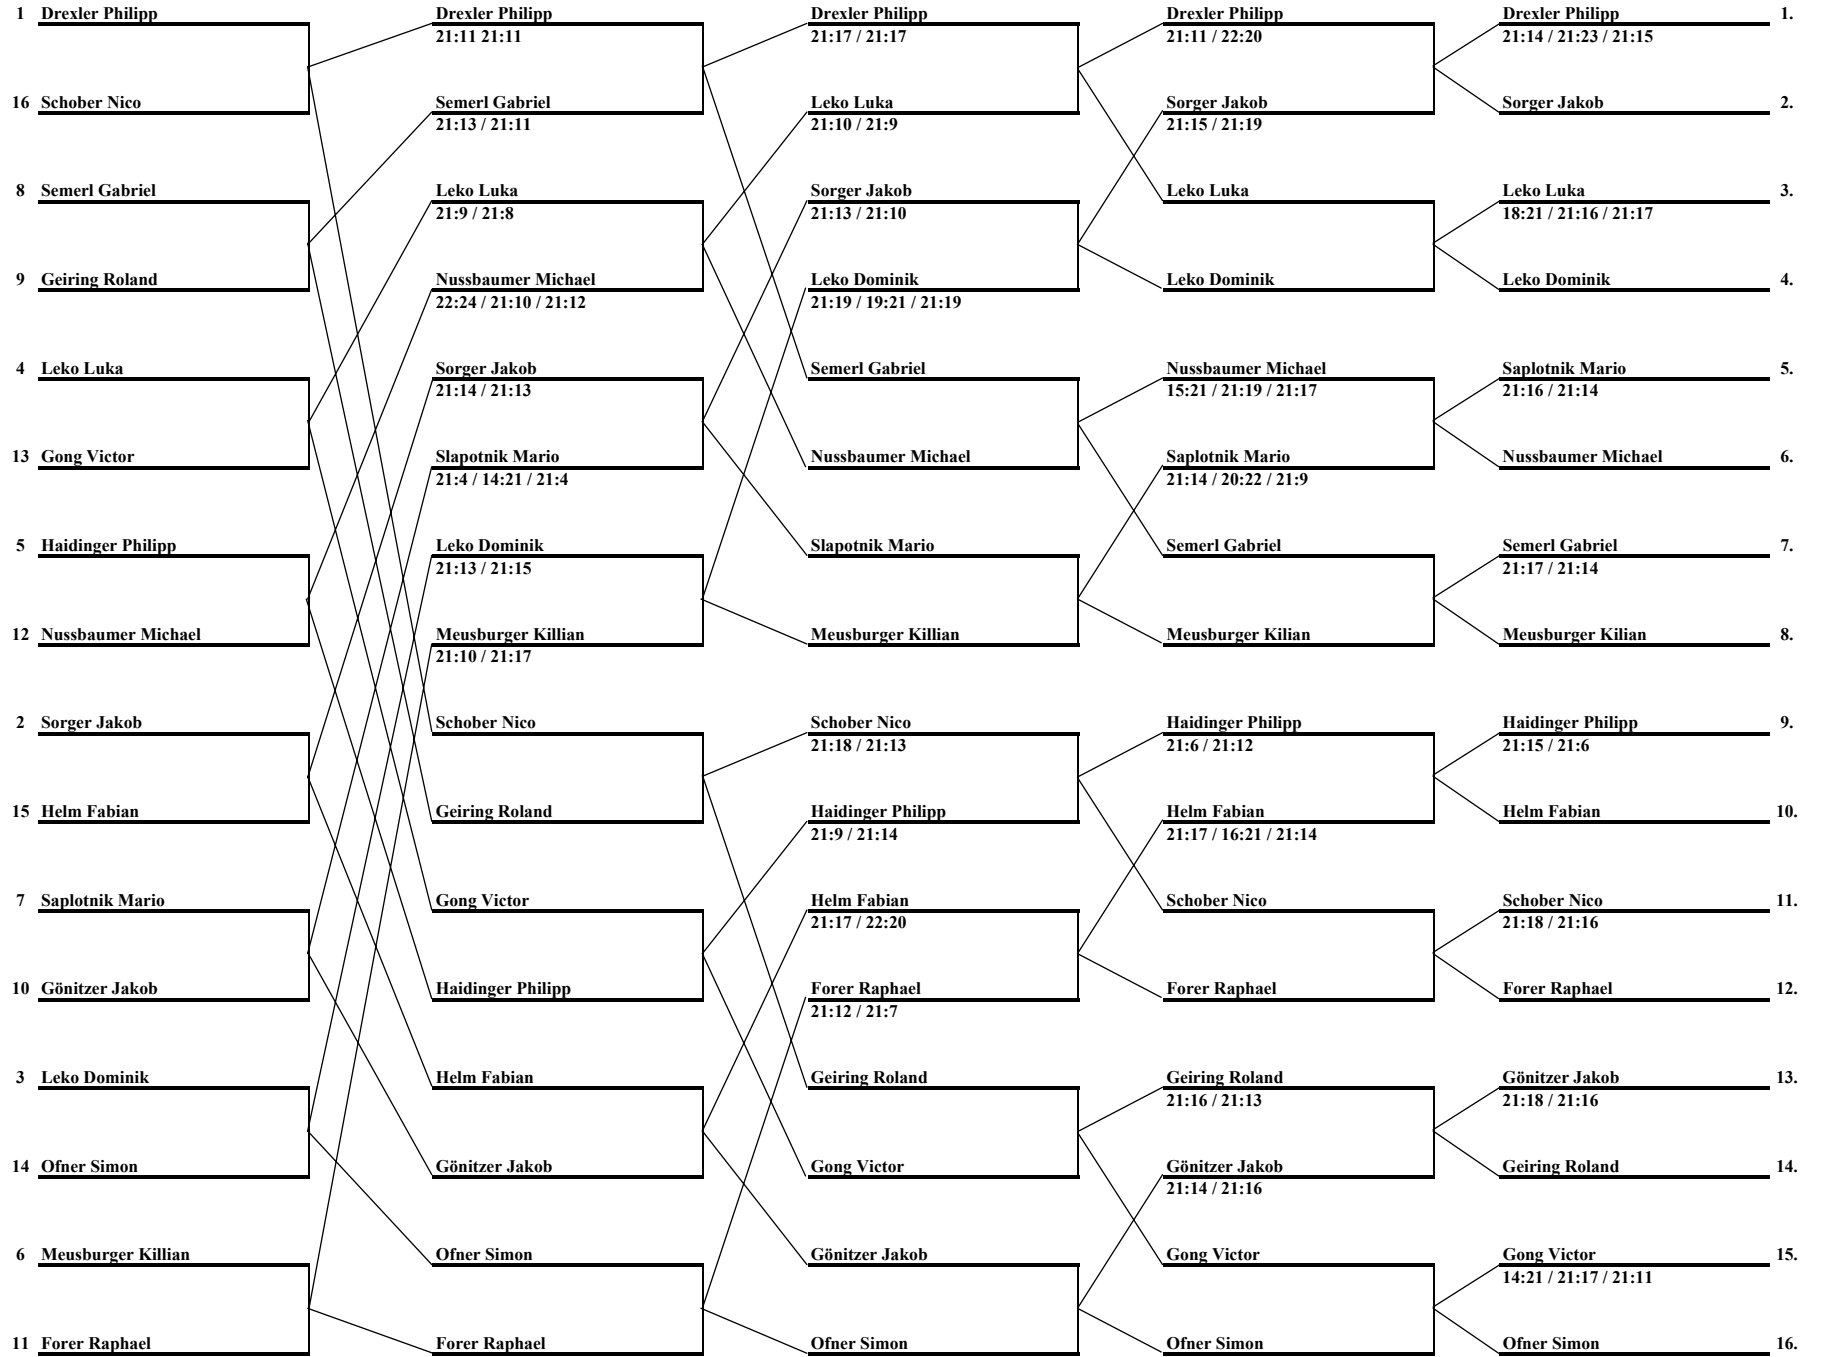 1 Drexler Philipp Drexler Philipp Drexler Philipp Drexler Philipp Drexler Philipp 1.
21:11 21:11 21:17 / 21:17 21:11 / 22:20 21:14 / 21:23 / 21:15
16 Schober Nico Semerl Gabriel Leko Luka Sorger Jakob Sorger Jakob 2.
21:13 / 21:11 21:10 / 21:9 21:15 / 21:19
8 Semerl Gabriel Leko Luka Sorger Jakob Leko Luka Leko Luka 3.
21:9 / 21:8 21:13 / 21:10 18:21 / 21:16 / 21:17
9 Geiring Roland Nussbaumer Michael Leko Dominik Leko Dominik Leko Dominik 4.
22:24 / 21:10 / 21:12 21:19 / 19:21 / 21:19
4 Leko Luka Sorger Jakob Semerl Gabriel Nussbaumer Michael Saplotnik Mario 5.
21:14 / 21:13 15:21 / 21:19 / 21:17 21:16 / 21:14
13 Gong Victor Slapotnik Mario Nussbaumer Michael Saplotnik Mario Nussbaumer Michael 6.
21:4 / 14:21 / 21:4 21:14 / 20:22 / 21:9
5 Haidinger Philipp Leko Dominik Slapotnik Mario Semerl Gabriel Semerl Gabriel 7.
21:13 / 21:15 21:17 / 21:14
12 Nussbaumer Michael Meusburger Killian Meusburger Killian Meusburger Kilian Meusburger Kilian 8.
21:10 / 21:17
2 Sorger Jakob Schober Nico Schober Nico Haidinger Philipp Haidinger Philipp 9.
21:18 / 21:13 21:6 / 21:12 21:15 / 21:6
15 Helm Fabian Geiring Roland Haidinger Philipp Helm Fabian Helm Fabian 10.
21:9 / 21:14 21:17 / 16:21 / 21:14
7 Saplotnik Mario Gong Victor Helm Fabian Schober Nico Schober Nico 11.
21:17 / 22:20 21:18 / 21:16
10 Gönitzer Jakob Haidinger Philipp Forer Raphael Forer Raphael Forer Raphael 12.
21:12 / 21:7
3 Leko Dominik Helm Fabian Geiring Roland Geiring Roland Gönitzer Jakob 13.
21:16 / 21:13 21:18 / 21:16
14 Ofner Simon Gönitzer Jakob Gong Victor Gönitzer Jakob Geiring Roland 14.
21:14 / 21:16
6 Meusburger Killian Ofner Simon Gönitzer Jakob Gong Victor Gong Victor 15.
14:21 / 21:17 / 21:11
11 Forer Raphael Forer Raphael Ofner Simon Ofner Simon Ofner Simon 16.